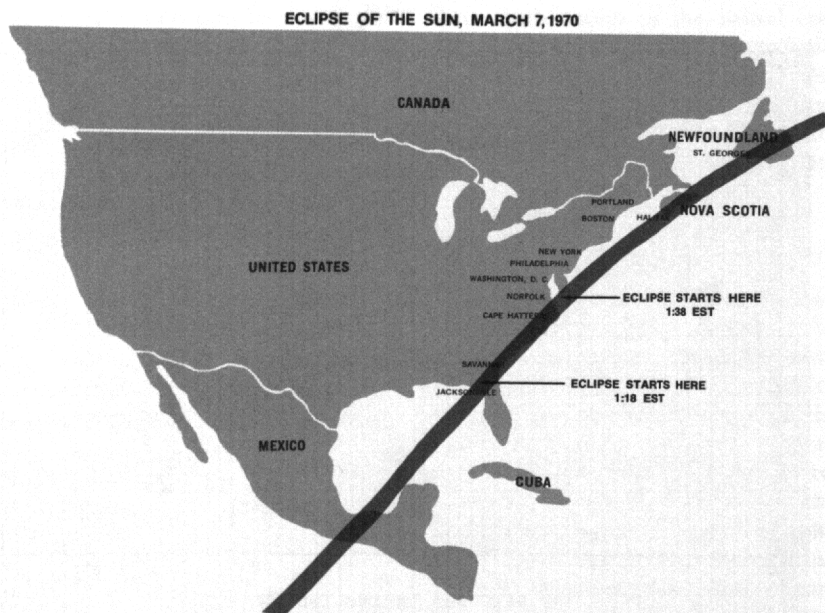 ECLIPSE OF THE SUN, MARCH 7, 1970
CANADA
NEWFOUNDLAND
ST. GEORGES
PORTLAND
BOSTON
HALIFAX
NOVA SCOTIA
NEW YORK
PHILADELPHIA
UNITED STATES
WASHINGTON, D. C.
NORFOLK
ECLIPSE STARTS HERE
1:38 EST
CAPE HATTERAS
SAVANNAH
ECLIPSE STARTS HERE
1:18 EST
JACKSONVILLE
MEXICO
CUBA